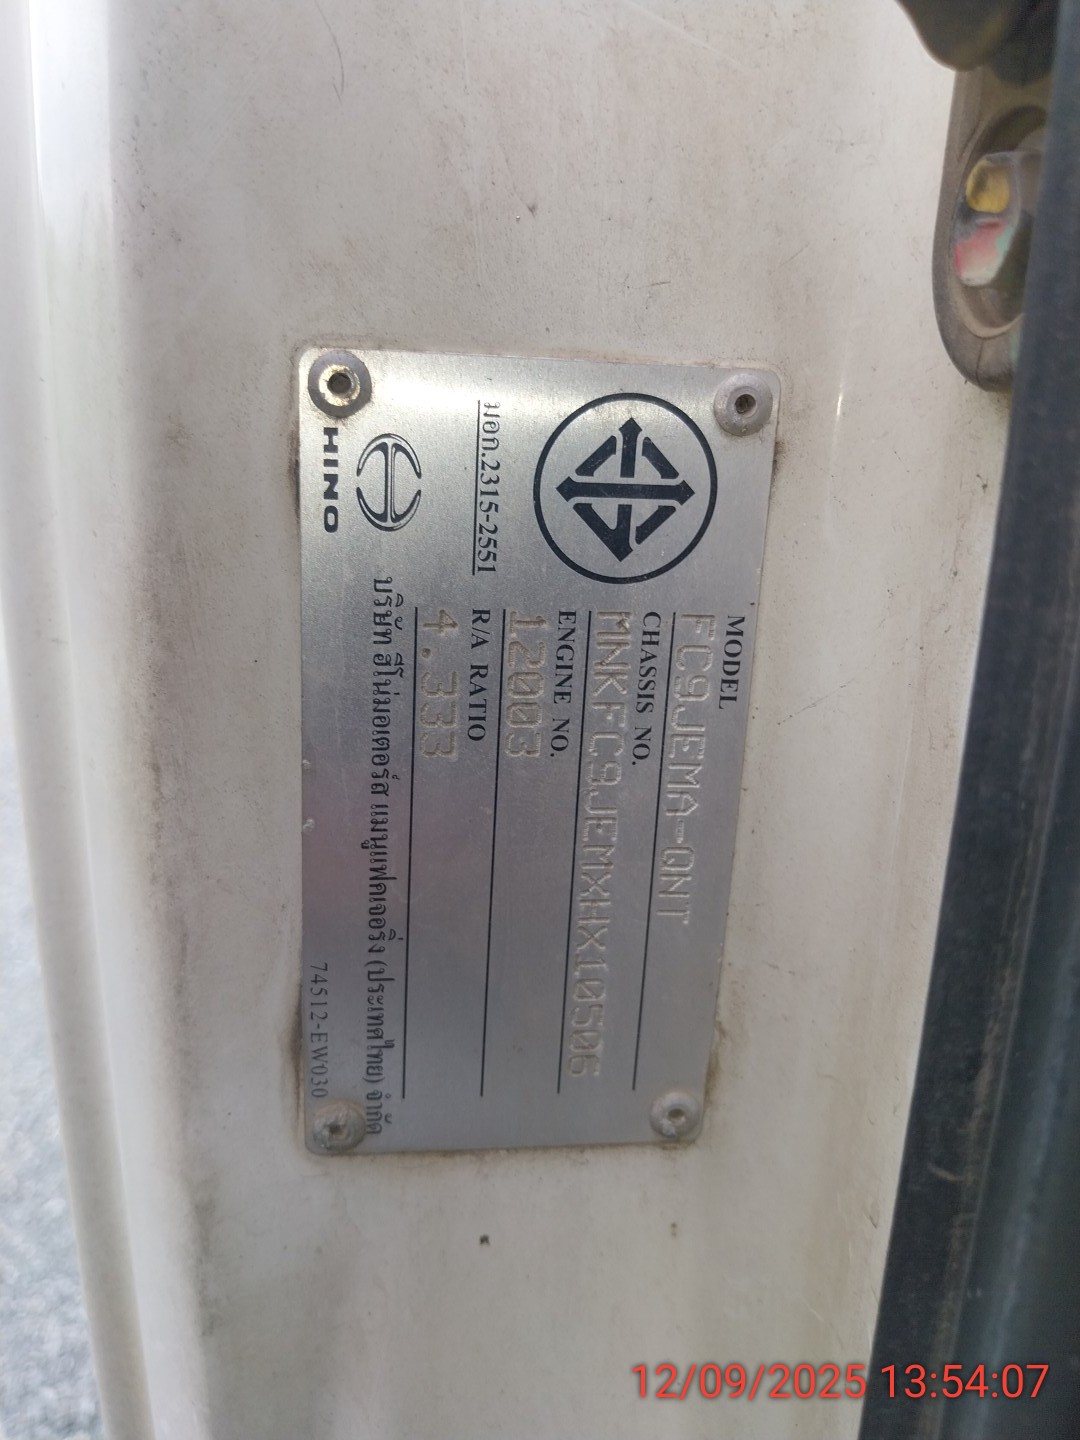 MODEL
FC9JEMA-QNT
CHASSIS NO.
MNKFC9JEMXHX10506
ENGINE NO.
12003
R/A RATIO
4.333
มอก.2315-2551
HINO
บริษัท ฮีโน่มอเตอร์ส แมนูแฟคเจอริ่ง (ประเทศไทย) จำกัด
74512-EW030
12/09/2025 13:54:07